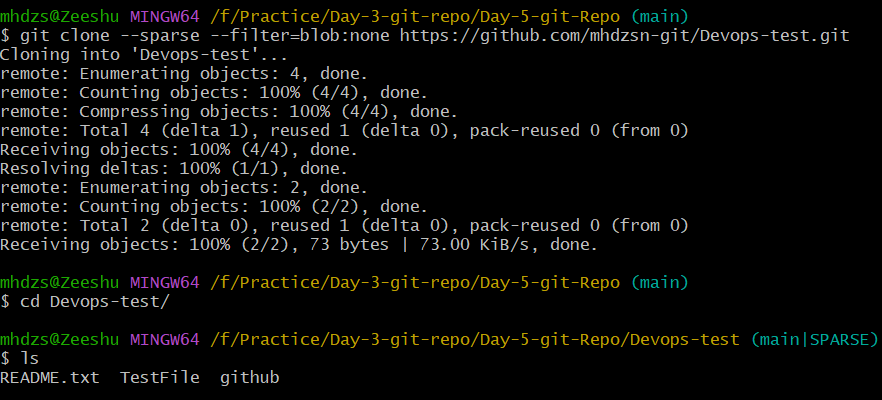 mhdzs@Zeeshu MINGW64 /f/Practice/Day-3-git-repo/Day-5-git-Repo (main)
$ git clone --sparse --filter=blob:none https://github.com/mhdzsn-git/Devops-test.git
Cloning into 'Devops-test'...
remote: Enumerating objects: 4, done.
remote: Counting objects: 100% (4/4), done.
remote: Compressing objects: 100% (4/4), done.
remote: Total 4 (delta 1), reused 1 (delta 0), pack-reused 0 (from 0)
Receiving objects: 100% (4/4), done.
Resolving deltas: 100% (1/1), done.
remote: Enumerating objects: 2, done.
remote: Counting objects: 100% (2/2), done.
remote: Total 2 (delta 0), reused 1 (delta 0), pack-reused 0 (from 0)
Receiving objects: 100% (2/2), 73 bytes | 73.00 KiB/s, done.
mhdzs@Zeeshu MINGW64 /f/Practice/Day-3-git-repo/Day-5-git-Repo (main)
$ cd Devops-test/
mhdzs@Zeeshu MINGW64 /f/Practice/Day-3-git-repo/Day-5-git-Repo/Devops-test (main|SPARSE)
$ ls
README.txt  TestFile  github